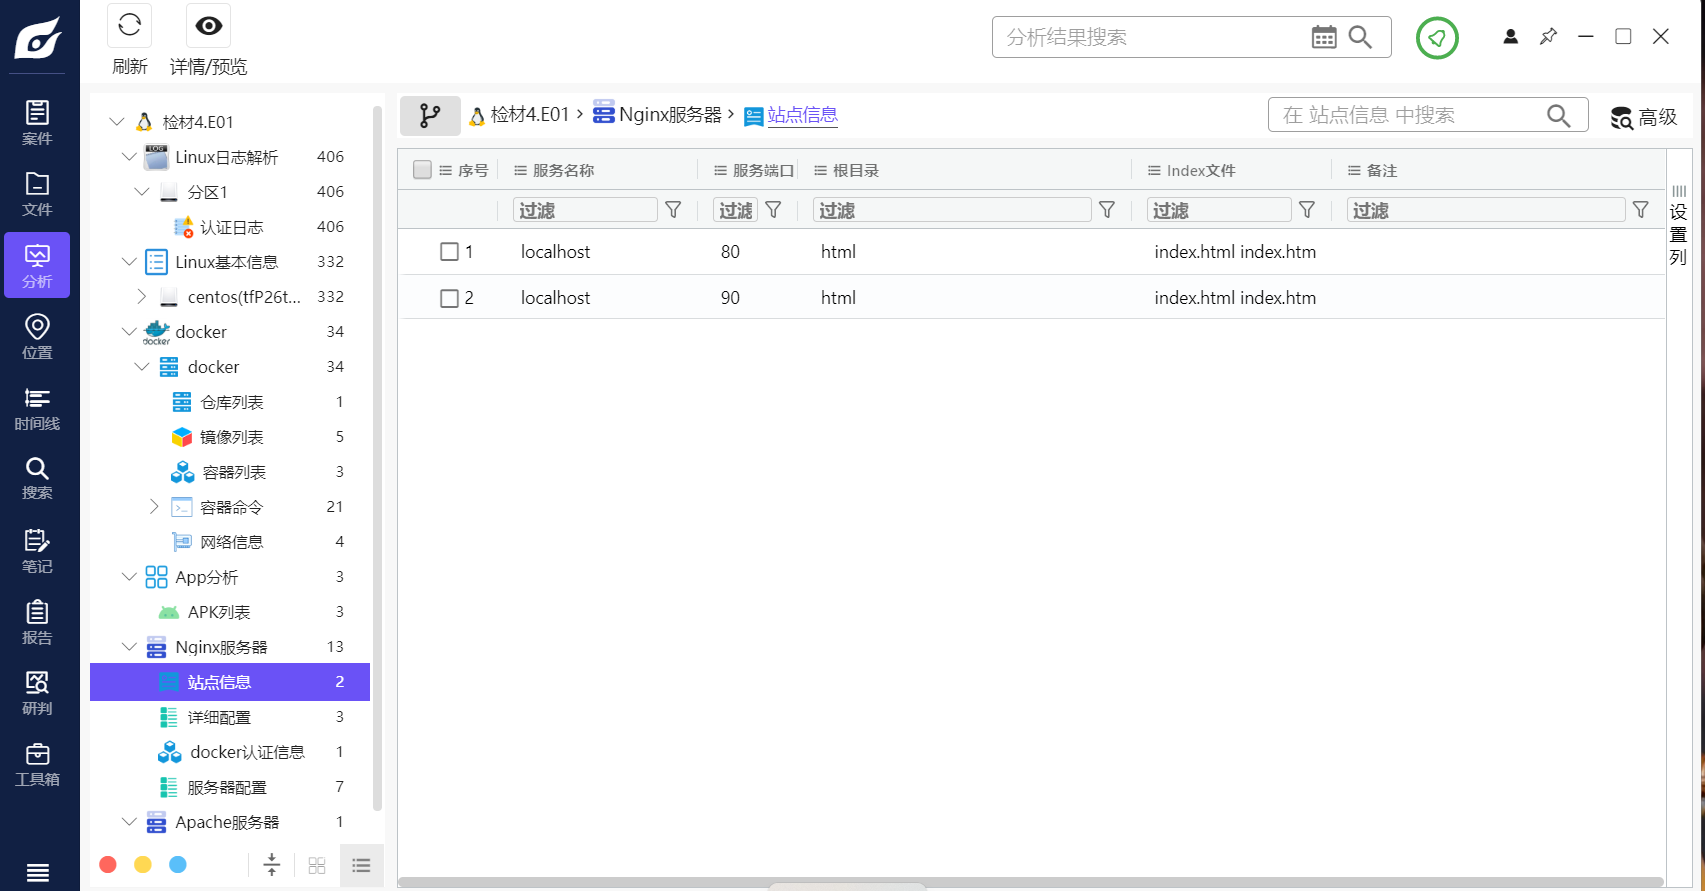 刷新
详情/预览
分析结果搜索
案件
文件
分析
位置
时间线
搜索
笔记
报告
研判
工具箱
检材4.E01
Linux日志解析 406
分区1 406
认证日志 406
Linux基本信息 332
centos(tfP26t... 332
docker 34
docker 34
仓库列表 1
镜像列表 5
容器列表 3
容器命令 21
网络信息 4
App分析 3
APK列表 3
Nginx服务器 13
站点信息 2
详细配置 3
docker认证信息 1
服务器配置 7
Apache服务器 1
检材4.E01 › Nginx服务器 › 站点信息
在 站点信息 中搜索
高级
序号 服务名称 服务端口 根目录 Index文件 备注
过滤 过滤 过滤 过滤 过滤
1 localhost 80 html index.html index.htm
2 localhost 90 html index.html index.htm
设置列